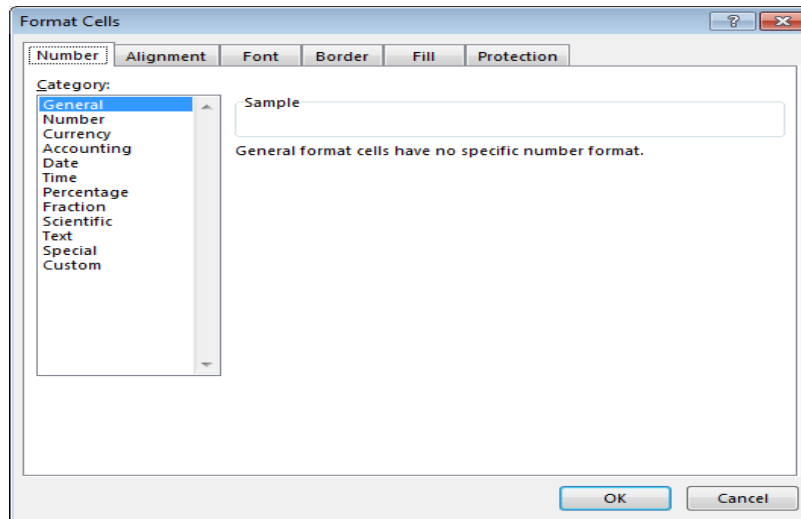 Format Cells
Number Alignment Font Border Fill Protection
Category:
General
Number
Currency
Accounting
Date
Time
Percentage
Fraction
Scientific
Text
Special
Custom
Sample
General format cells have no specific number format.
OK Cancel